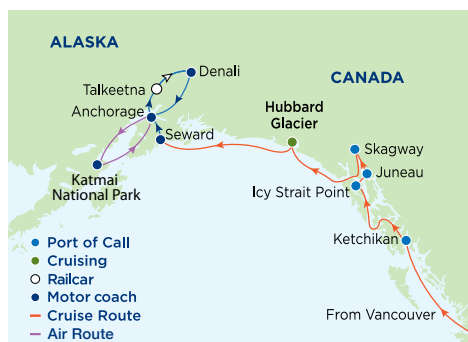 ALASKA
Denali
CANADA
Talkeetna
Anchorage
Hubbard
Glacier
Seward
Skagway
Juneau
Katmai
National Park
Icy Strait Point
Port of Call
Ketchikan
Cruising
Railcar
Motor coach
Cruise Route
From Vancouver
Air Route